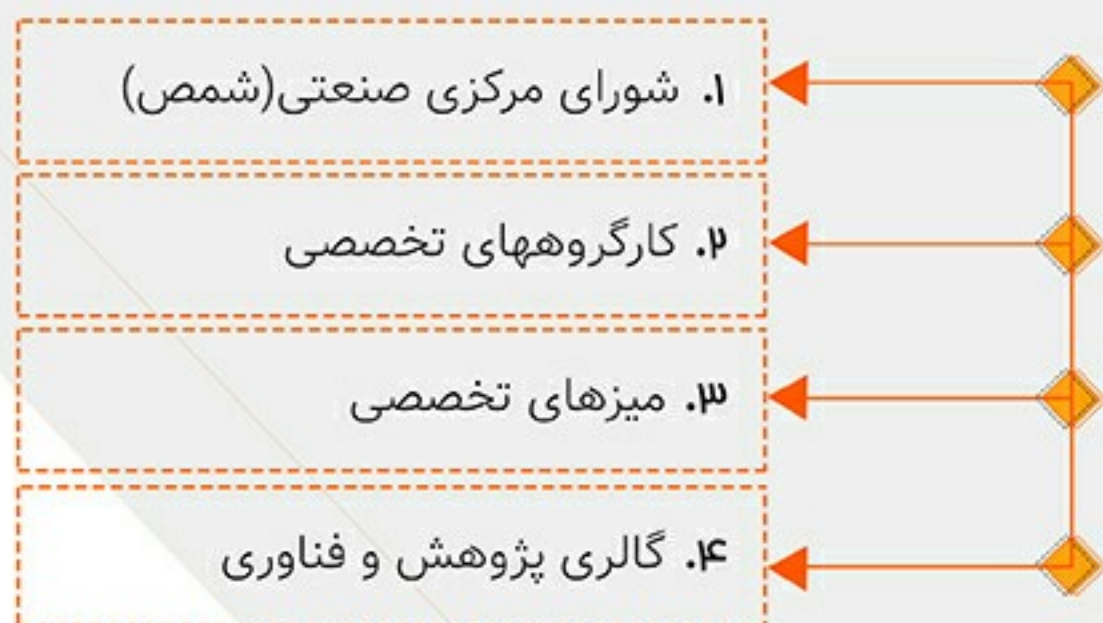 ۱. شورای مرکزی صنعتی(شمص)
۲. کارگروههای تخصصی
۳. میزهای تخصصی
۴. گالری پژوهش و فناوری